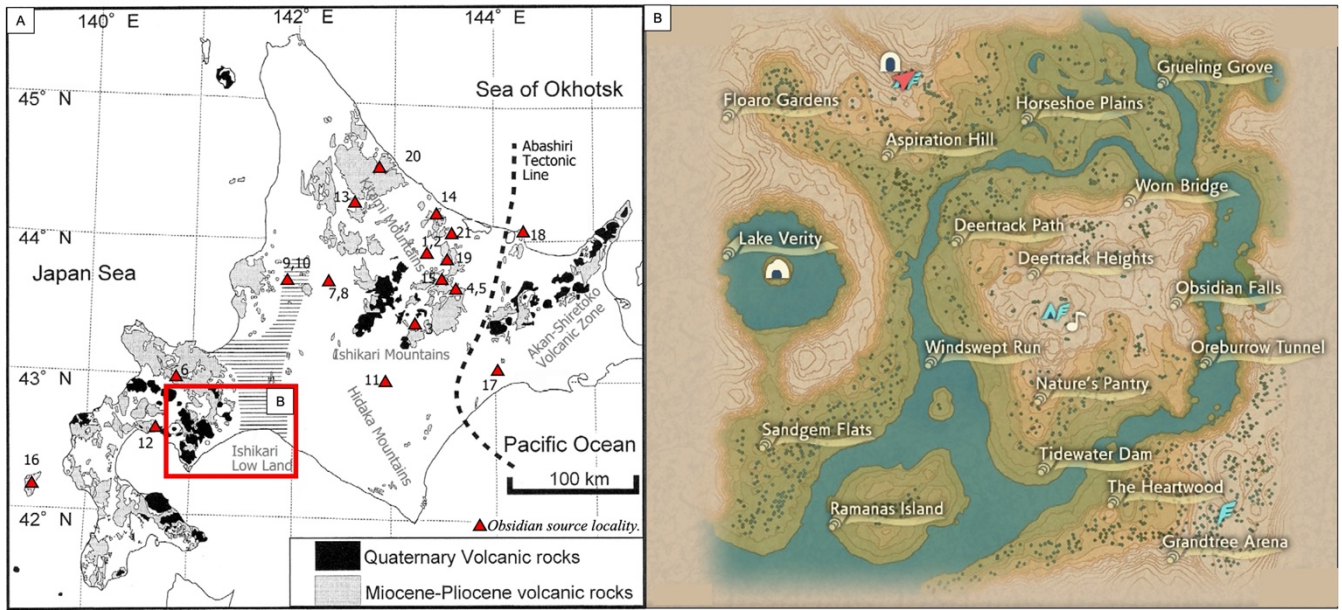 A
140° E
142° E
144° E
45° N
Sea of Okhotsk
20
Abashiri
Tectonic
Line
13
14
44° N
1,2
21
18
Mountains
Japan Sea
9,10
19
15
7,8
4,5
3
Akan-Shiretoko
Volcanic Zone
Ishikari Mountains
43° N
6
11
17
B
Hidaka Mountains
12
Ishikari
Low Land
Pacific Ocean
100 km
16
42° N
Obsidian source locality.
Quaternary Volcanic rocks
Miocene-Pliocene volcanic rocks
B
Grueling Grove
Floaro Gardens
Horseshoe Plains
Aspiration Hill
Worn Bridge
Deertrack Path
Lake Verity
Deertrack Heights
Obsidian Falls
Windswept Run
Oreburrow Tunnel
Nature's Pantry
Sandgem Flats
Tidewater Dam
The Heartwood
Ramanas Island
Grandtree Arena